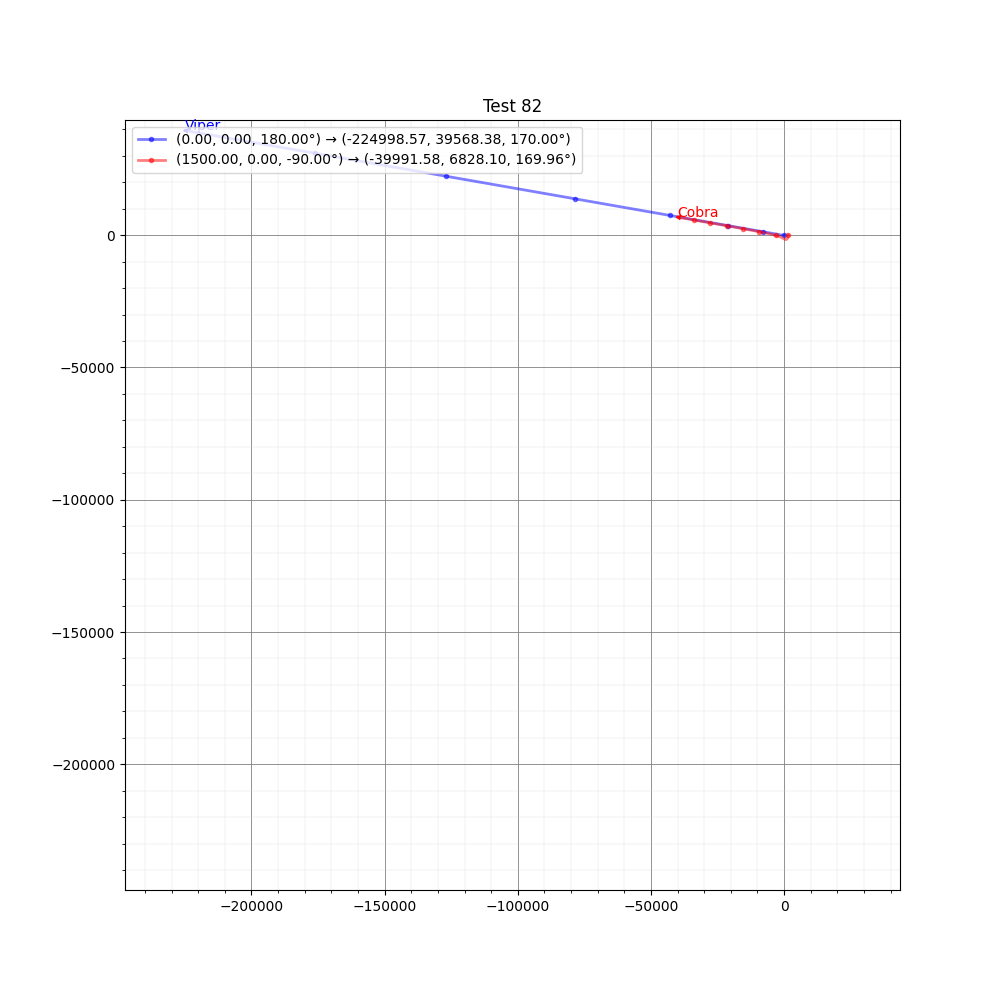 Test 82
Viper
(0.00, 0.00, 180.00°) → (-224998.57, 39568.38, 170.00°)
(1500.00, 0.00, -90.00°) → (-39991.58, 6828.10, 169.96°)
Cobra
0
−50000
−100000
−150000
−200000
−200000 −150000 −100000 −50000 0